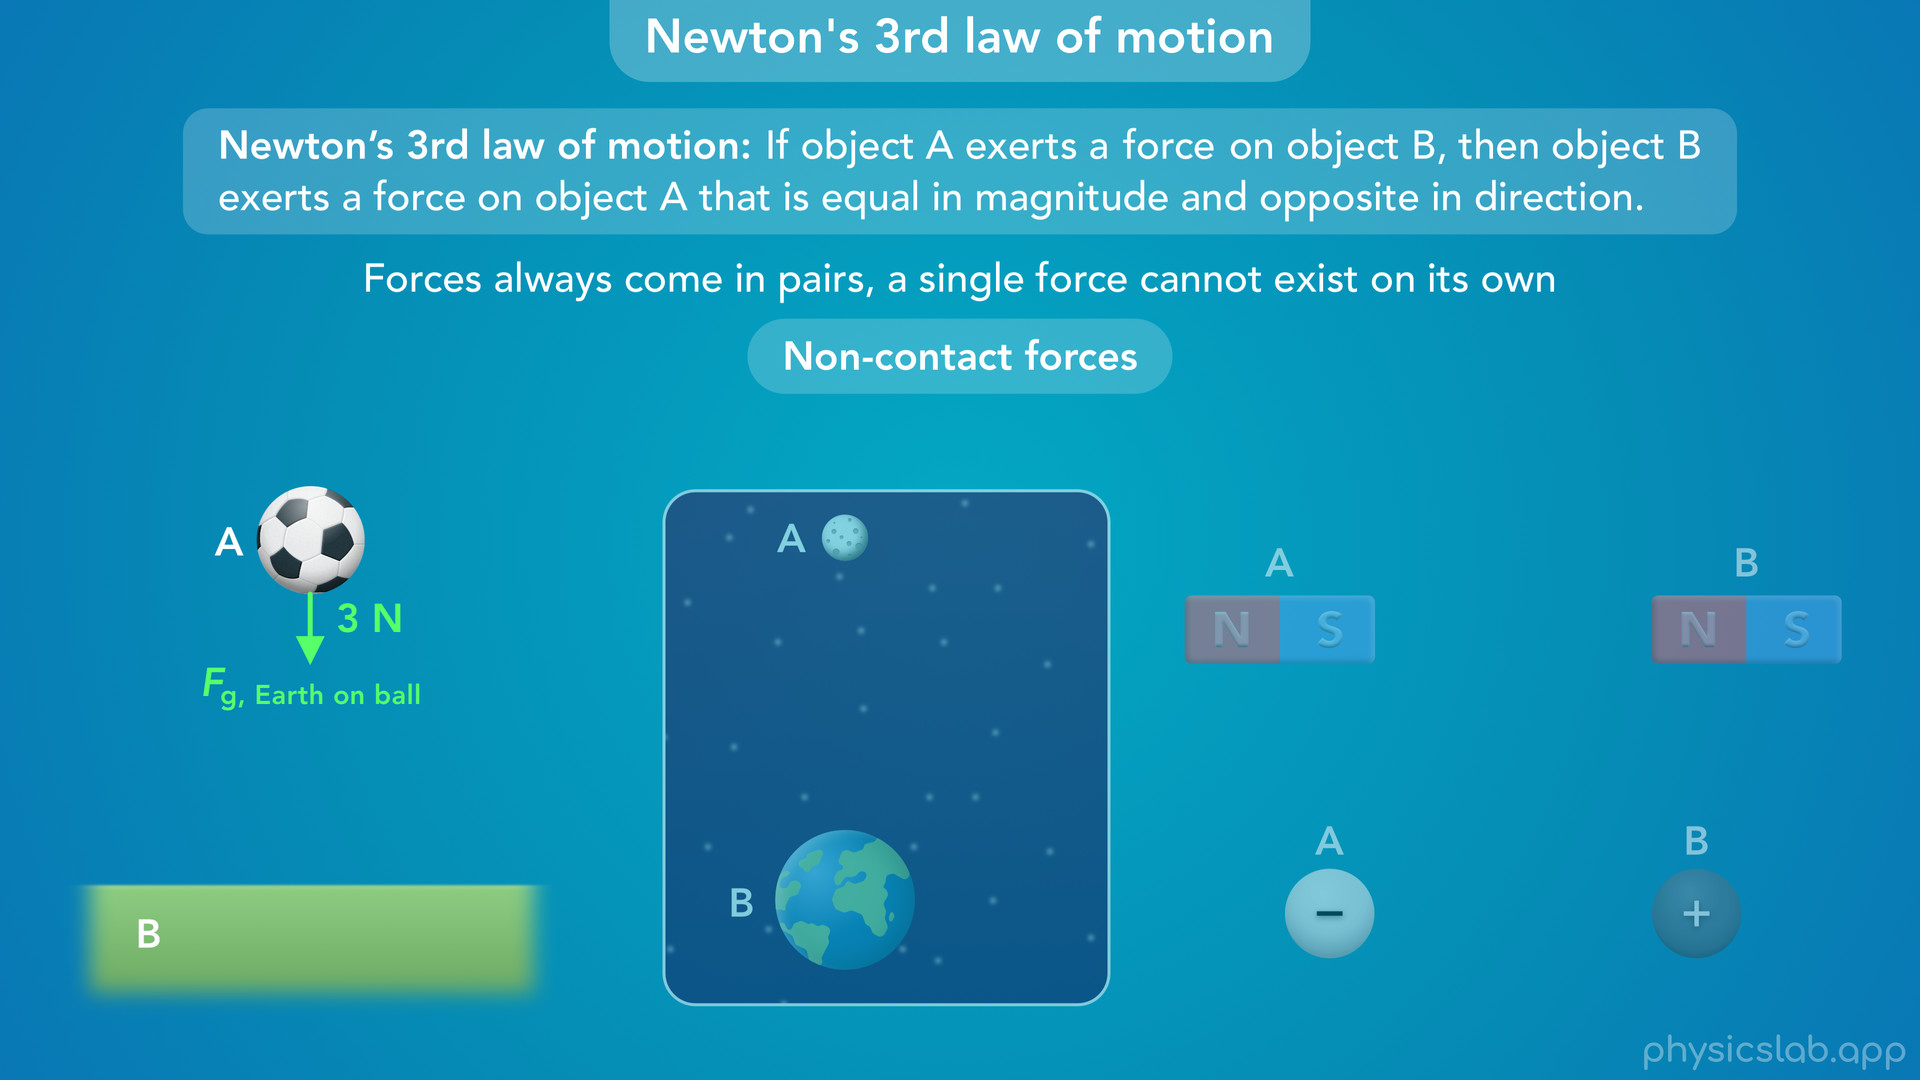 Newton's 3rd law of motion
Newton’s 3rd law of motion: If object A exerts a force on object B, then object B
exerts a force on object A that is equal in magnitude and opposite in direction.
Forces always come in pairs, a single force cannot exist on its own
Non-contact forces
A
3 N
Fg, Earth on ball
B
A
B
A
B
N S
N S
A
B
−
+
physicslab.app